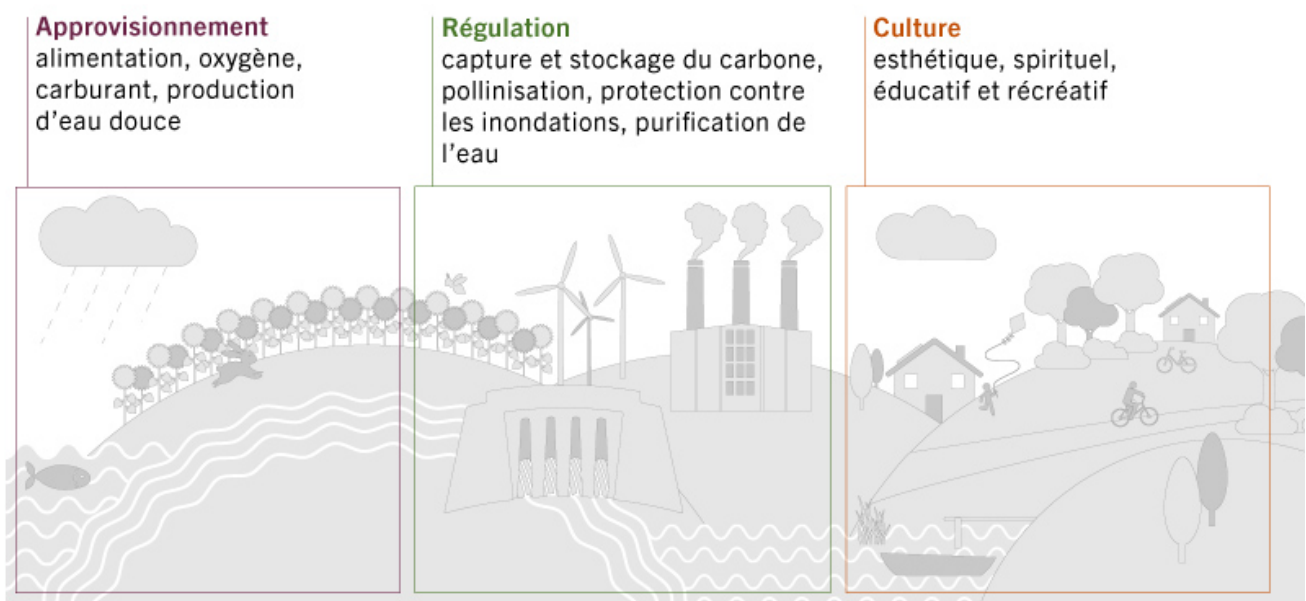 Approvisionnement
alimentation, oxygène,
carburant, production
d’eau douce
Régulation
capture et stockage du carbone,
pollinisation, protection contre
les inondations, purification de
l’eau
Culture
esthétique, spirituel,
éducatif et récréatif